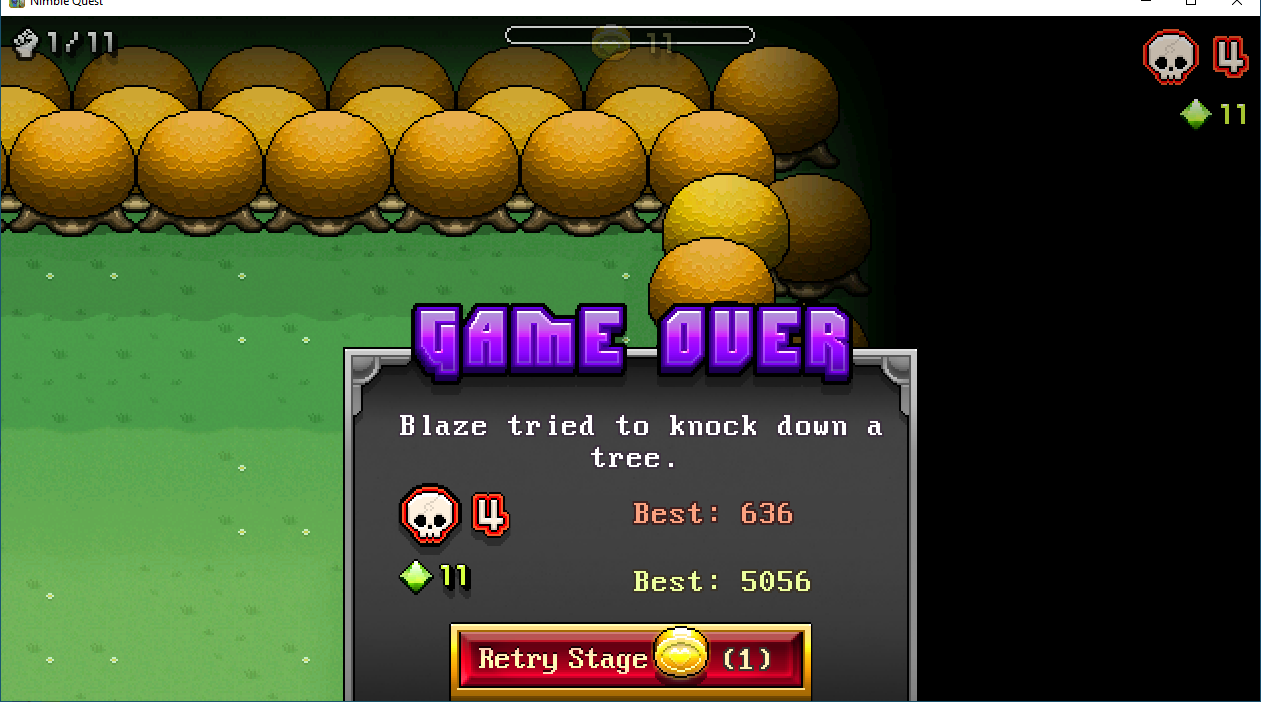 Nimble Quest
1/11
11
4
11
GAME OVER
Blaze tried to knock down a
tree.
4
Best: 636
11
Best: 5056
Retry Stage (1)